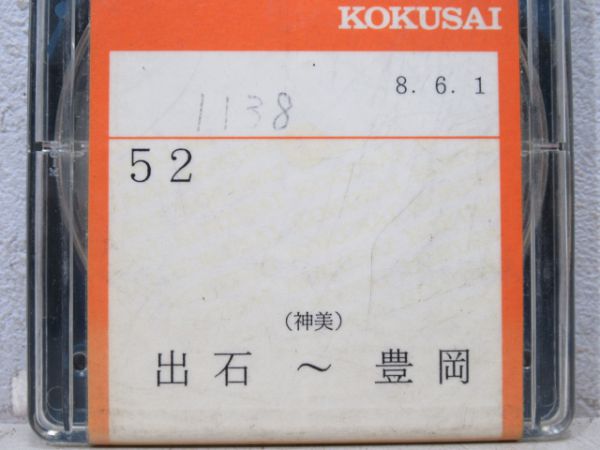 KOKUSAI
8. 6. 1
1138
52
（神美）
出石 ～ 豊岡